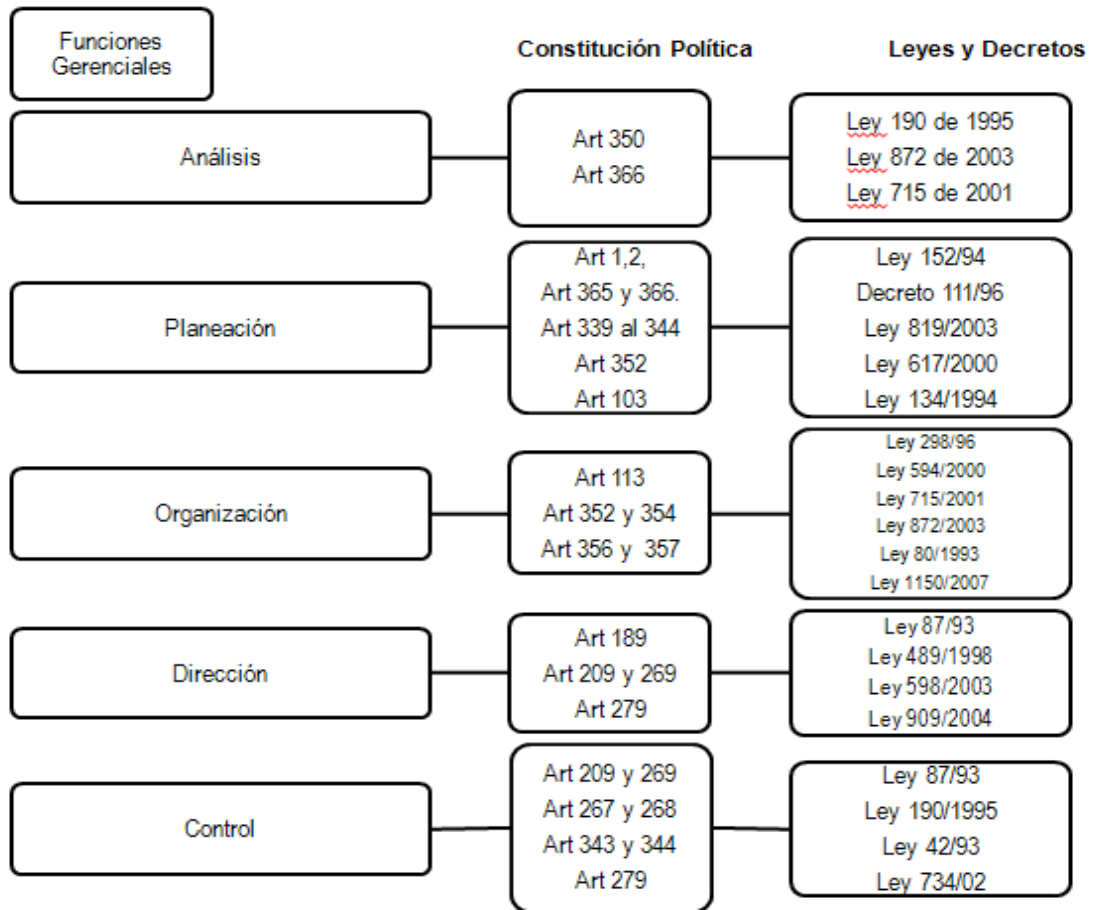 Funciones
Gerenciales
Constitución Política
Leyes y Decretos
Análisis
Art 350
Art 366
Ley 190 de 1995
Ley 872 de 2003
Ley 715 de 2001
Planeación
Art 1,2,
Art 365 y 366.
Art 339 al 344
Art 352
Art 103
Ley 152/94
Decreto 111/96
Ley 819/2003
Ley 617/2000
Ley 134/1994
Organización
Art 113
Art 352 y 354
Art 356 y 357
Ley 298/96
Ley 594/2000
Ley 715/2001
Ley 872/2003
Ley 80/1993
Ley 1150/2007
Dirección
Art 189
Art 209 y 269
Art 279
Ley 87/93
Ley 489/1998
Ley 598/2003
Ley 909/2004
Control
Art 209 y 269
Art 267 y 268
Art 343 y 344
Art 279
Ley 87/93
Ley 190/1995
Ley 42/93
Ley 734/02